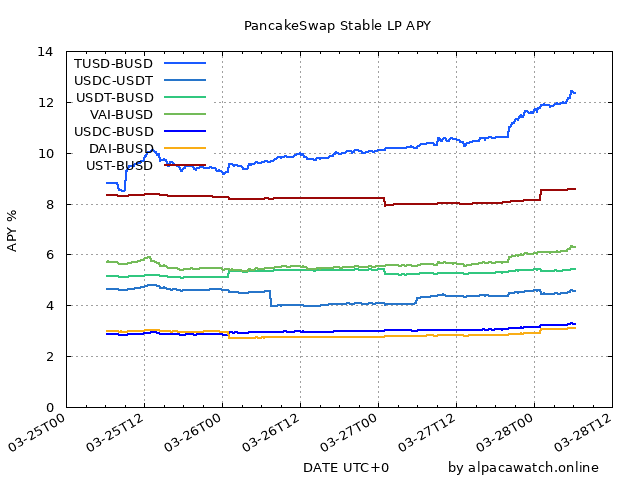 PancakeSwap Stable LP APY
14
12
10
8
6
4
2
0
APY %
TUSD-BUSD
USDC-USDT
USDT-BUSD
VAI-BUSD
USDC-BUSD
DAI-BUSD
UST-BUSD
03-25T00
03-25T12
03-26T00
03-26T12
03-27T00
03-27T12
03-28T00
03-28T12
DATE UTC+0
by alpacawatch.online